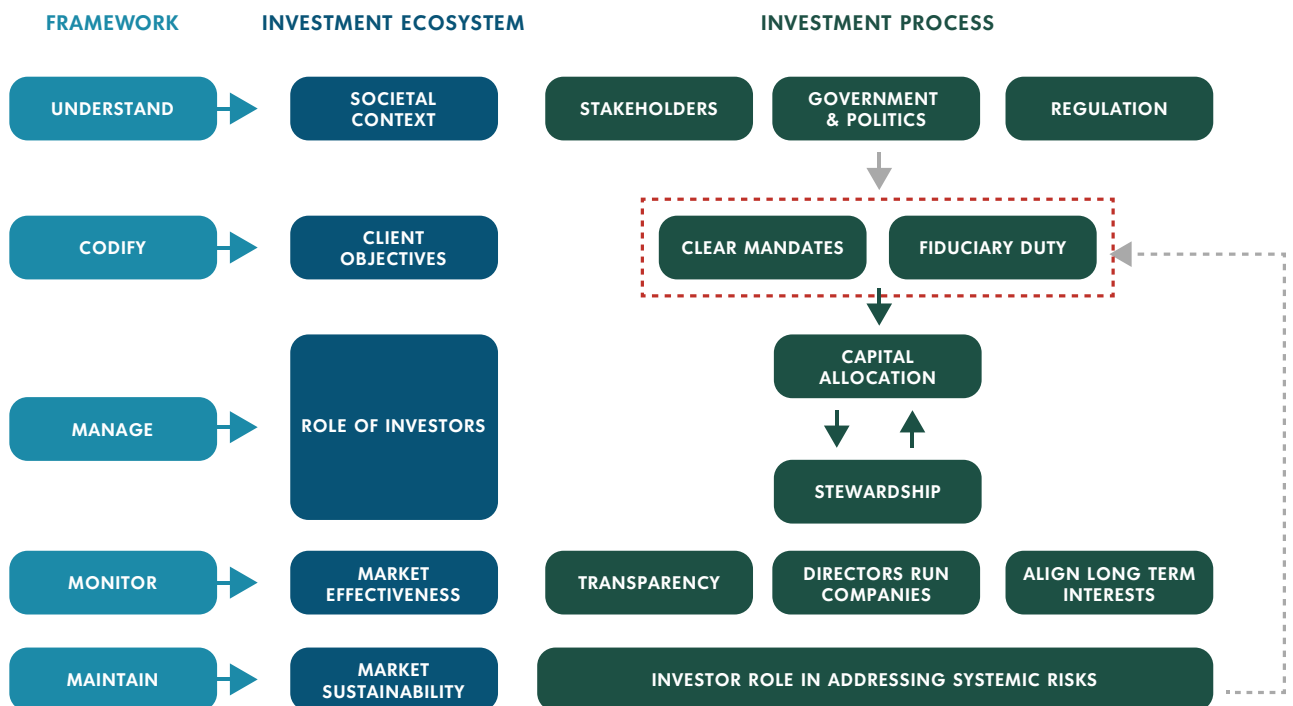 FRAMEWORK
INVESTMENT ECOSYSTEM
INVESTMENT PROCESS
UNDERSTAND
SOCIETAL
CONTEXT
STAKEHOLDERS
GOVERNMENT
& POLITICS
REGULATION
CODIFY
CLIENT
OBJECTIVES
CLEAR MANDATES
FIDUCIARY DUTY
MANAGE
ROLE OF INVESTORS
CAPITAL
ALLOCATION
STEWARDSHIP
MONITOR
MARKET
EFFECTIVENESS
TRANSPARENCY
DIRECTORS RUN
COMPANIES
ALIGN LONG TERM
INTERESTS
MAINTAIN
MARKET
SUSTAINABILITY
INVESTOR ROLE IN ADDRESSING SYSTEMIC RISKS